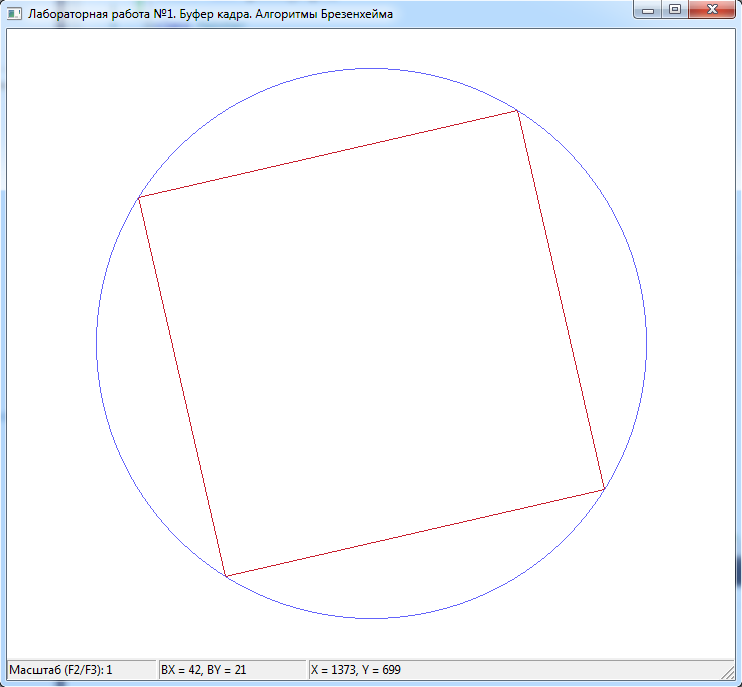 Лабораторная работа №1. Буфер кадра. Алгоритмы Брезенхейма
Масштаб (F2/F3): 1
BX = 42, BY = 21
X = 1373, Y = 699